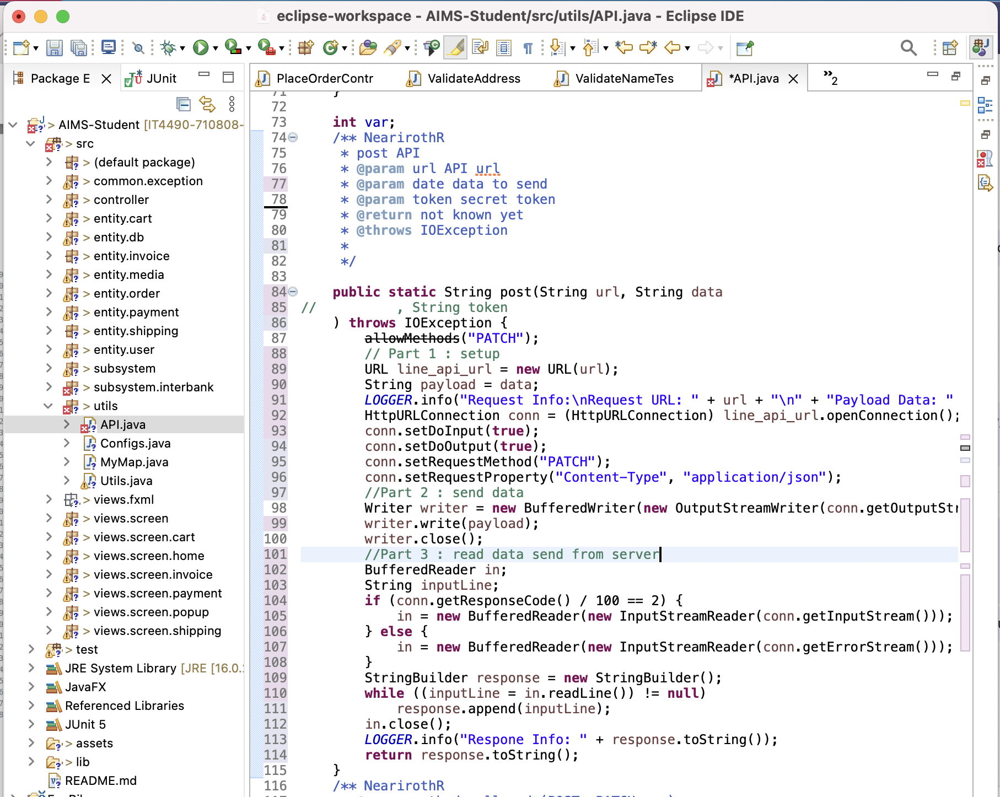 eclipse-workspace - AIMS-Student/src/utils/API.java - Eclipse IDE
Package E
JUnit
PlaceOrderContr
ValidateAddress
ValidateNameTes
*API.java
»2
> AIMS-Student [IT4490-710808-
> src
> (default package)
> common.exception
> controller
> entity.cart
> entity.db
> entity.invoice
> entity.media
> entity.order
> entity.payment
> entity.shipping
> entity.user
> subsystem
> subsystem.interbank
> utils
API.java
Configs.java
MyMap.java
Utils.java
> views.fxml
> views.screen
> views.screen.cart
> views.screen.home
> views.screen.invoice
> views.screen.payment
> views.screen.popup
> views.screen.shipping
> test
JRE System Library [JRE [16.0.
JavaFX
Referenced Libraries
JUnit 5
> assets
> lib
README.md
71 }
72
73 int var;
74 /** NearirothR
75 * post API
76 * @param url API url
77 * @param date data to send
78 * @param token secret token
79 * @return not known yet
80 * @throws IOException
81 *
82 */
83
84 public static String post(String url, String data
85 // , String token
86 ) throws IOException {
87 allowMethods("PATCH");
88 // Part 1 : setup
89 URL line_api_url = new URL(url);
90 String payload = data;
91 LOGGER.info("Request Info:\nRequest URL: " + url + "\n" + "Payload Data: "
92 HttpURLConnection conn = (HttpURLConnection) line_api_url.openConnection();
93 conn.setDoInput(true);
94 conn.setDoOutput(true);
95 conn.setRequestMethod("PATCH");
96 conn.setRequestProperty("Content-Type", "application/json");
97 //Part 2 : send data
98 Writer writer = new BufferedWriter(new OutputStreamWriter(conn.getOutputStr
99 writer.write(payload);
100 writer.close();
101 //Part 3 : read data send from server
102 BufferedReader in;
103 String inputLine;
104 if (conn.getResponseCode() / 100 == 2) {
105 in = new BufferedReader(new InputStreamReader(conn.getInputStream()));
106 } else {
107 in = new BufferedReader(new InputStreamReader(conn.getErrorStream()));
108 }
109 StringBuilder response = new StringBuilder();
110 while ((inputLine = in.readLine()) != null)
111 response.append(inputLine);
112 in.close();
113 LOGGER.info("Respone Info: " + response.toString());
114 return response.toString();
115 }
116 /** NearirothR